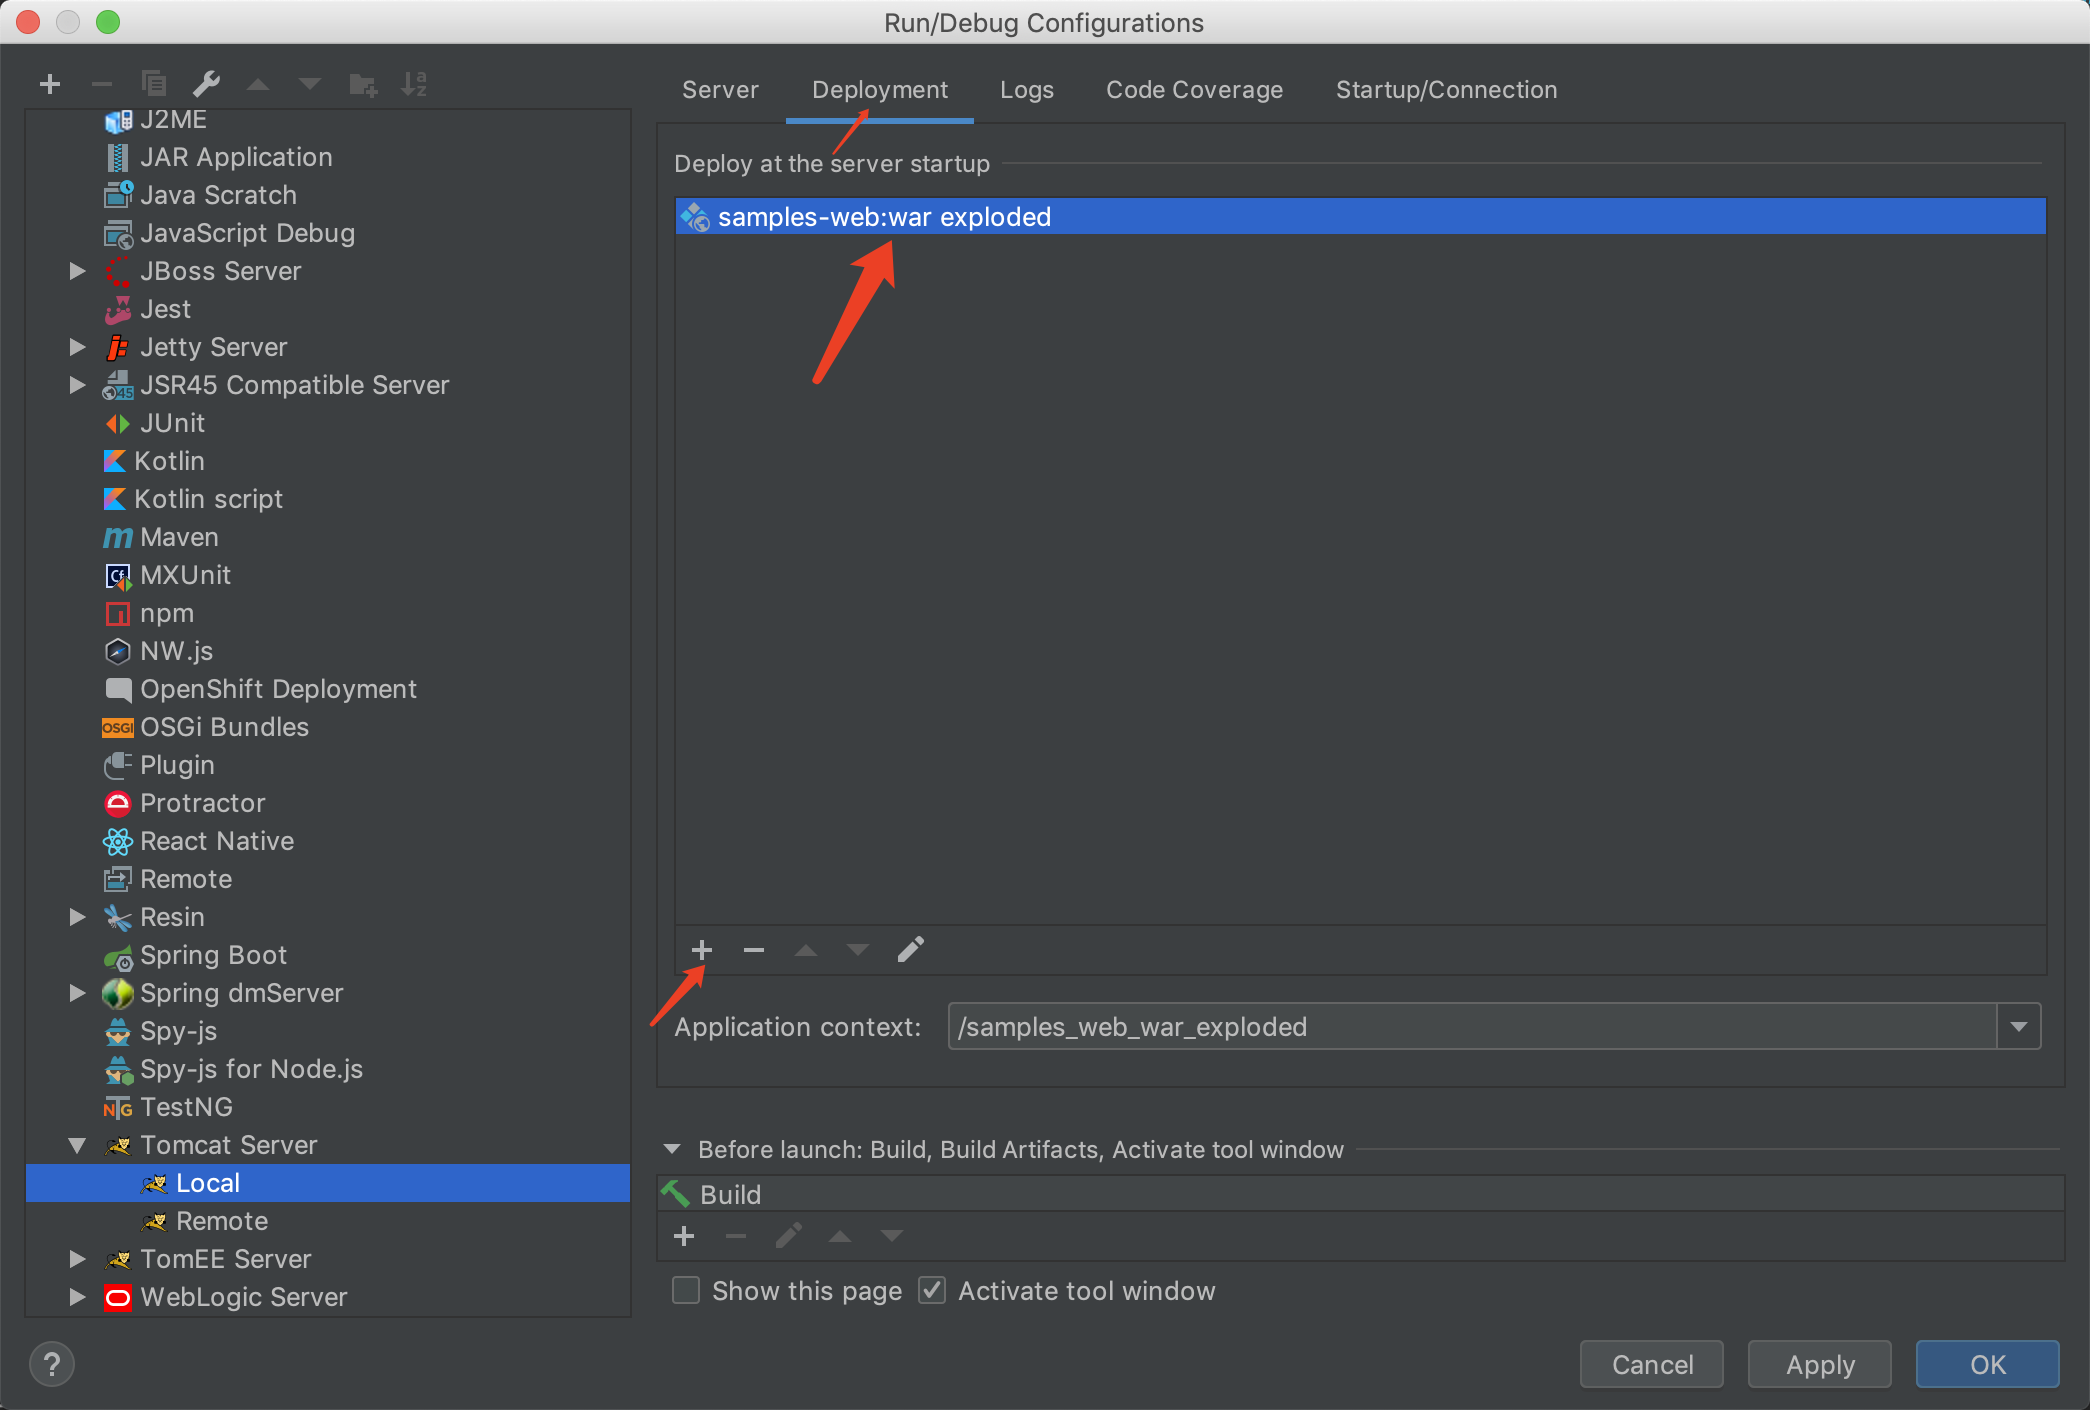 Run/Debug Configurations
J2ME
JAR Application
Java Scratch
JavaScript Debug
JBoss Server
Jest
Jetty Server
45
JSR45 Compatible Server
JUnit
Kotlin
Kotlin script
m Maven
Cf MXUnit
npm
NW.js
OpenShift Deployment
OSGi OSGi Bundles
Plugin
Protractor
React Native
Remote
Resin
Spring Boot
Spring dmServer
Spy-js
Spy-js for Node.js
NTG TestNG
Tomcat Server
Local
Remote
TomEE Server
WebLogic Server
?
Server Deployment Logs Code Coverage Startup/Connection
Deploy at the server startup
samples-web:war exploded
Application context: /samples_web_war_exploded
Before launch: Build, Build Artifacts, Activate tool window
Build
Show this page Activate tool window
Cancel Apply OK